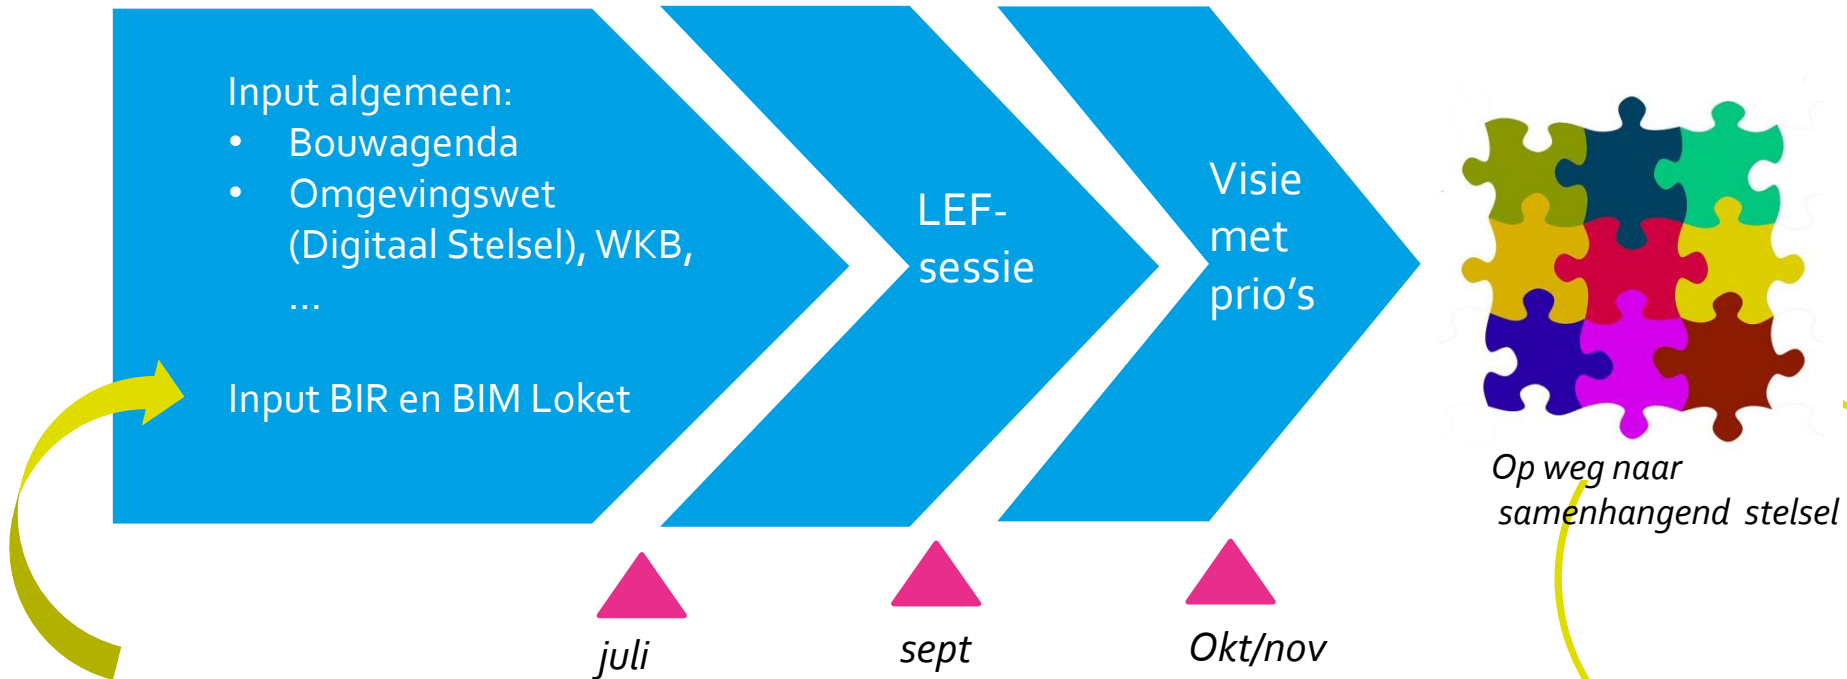 Input algemeen:
• Bouwagenda
• Omgevingswet
(Digitaal Stelsel), WKB,
...
Input BIR en BIM Loket
LEF-
sessie
Visie
met
prio's
Op weg naar
samenhangend stelsel
juli
sept
Okt/nov